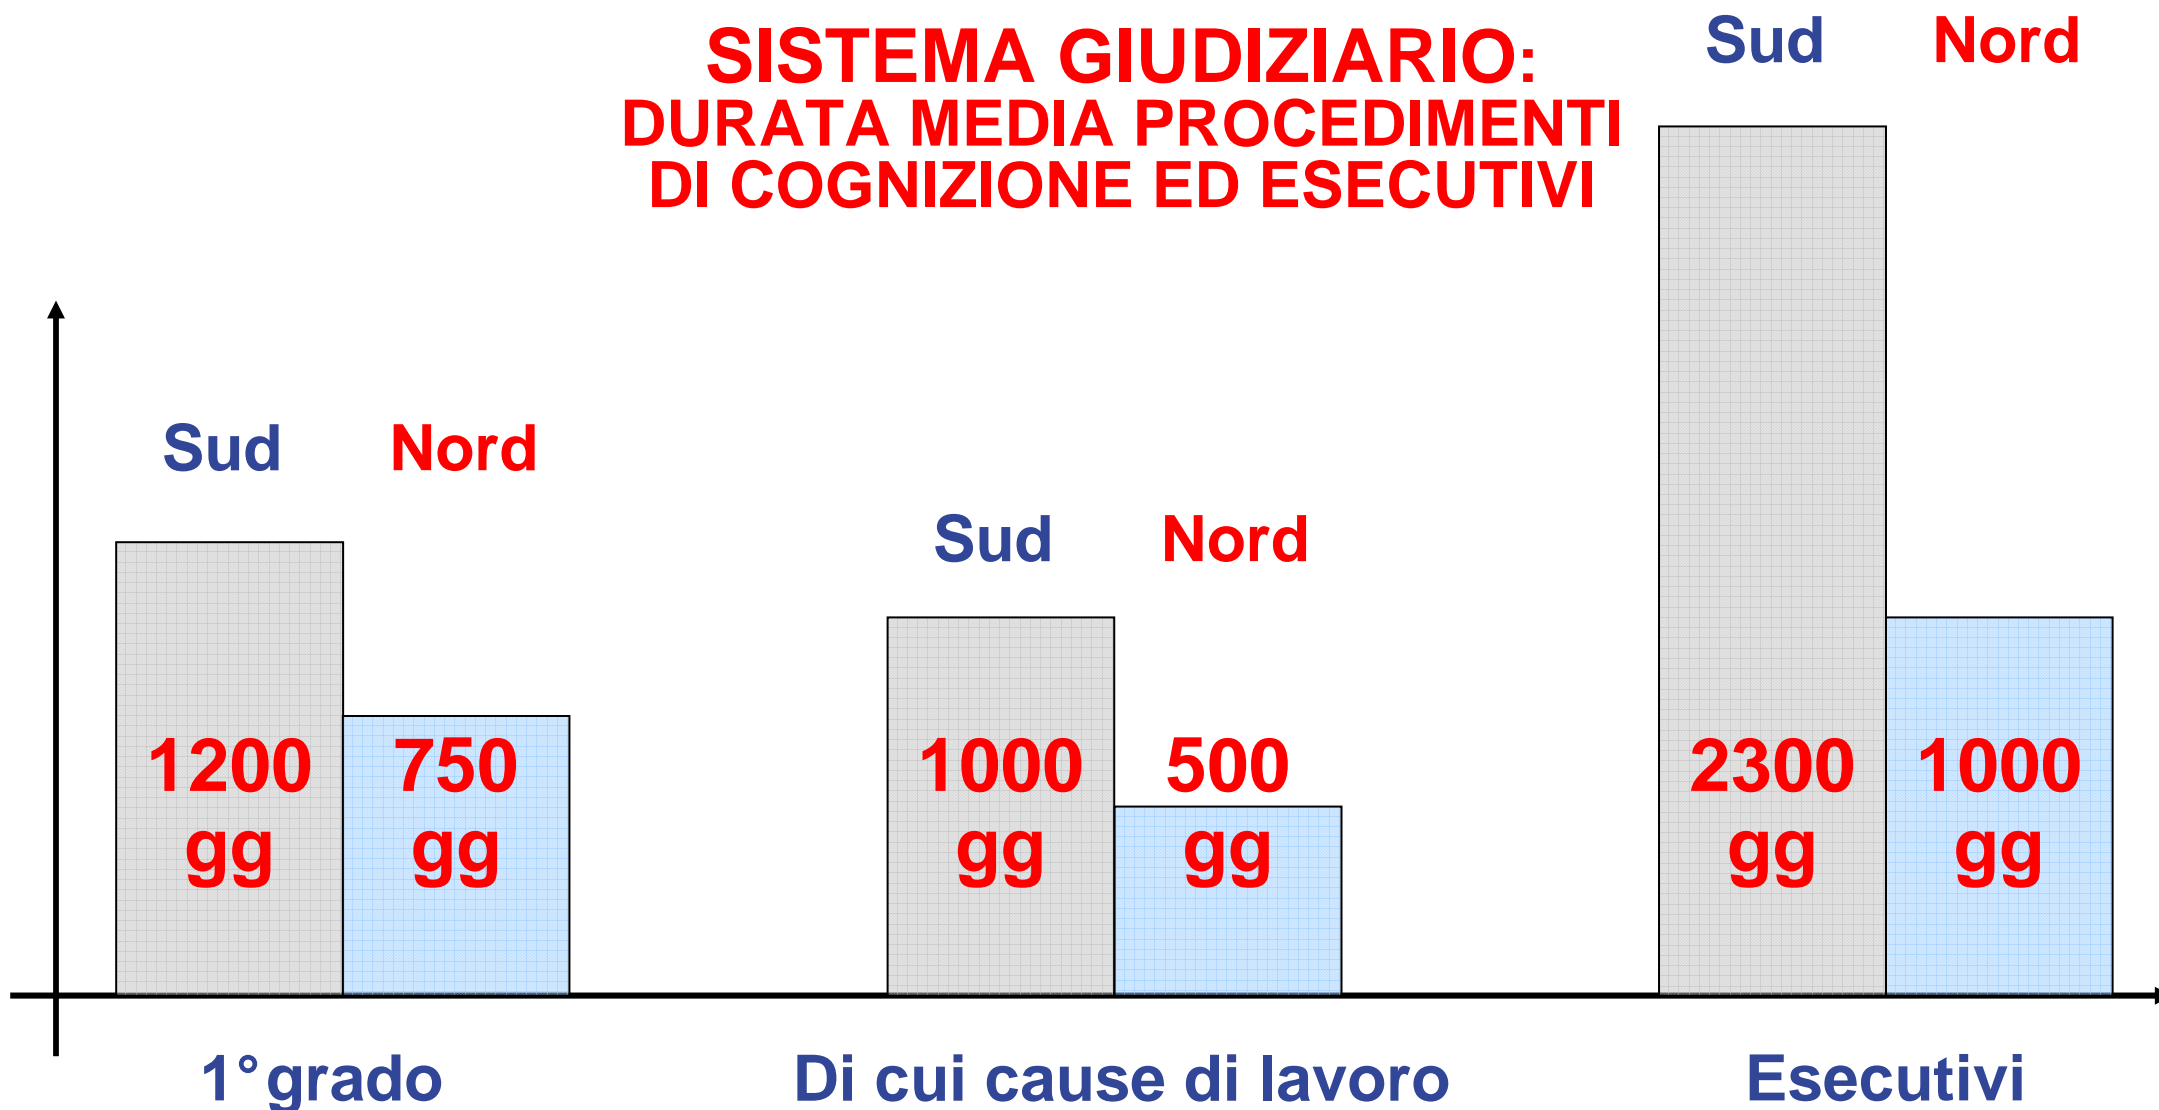 SISTEMA GIUDIZIARIO:
DURATA MEDIA PROCEDIMENTI
DI COGNIZIONE ED ESECUTIVI
Sud Nord
Sud Nord
Sud Nord
1200 750 1000 500 2300 1000
gg gg gg gg gg gg
1° grado Di cui cause di lavoro Esecutivi